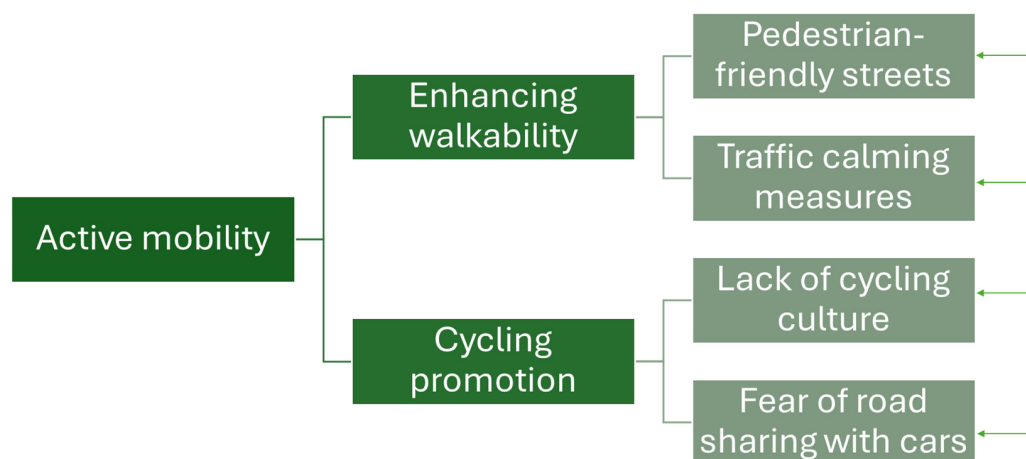 Active mobility
Enhancing
walkability
Cycling
promotion
Pedestrian-
friendly streets
Traffic calming
measures
Lack of cycling
culture
Fear of road
sharing with cars